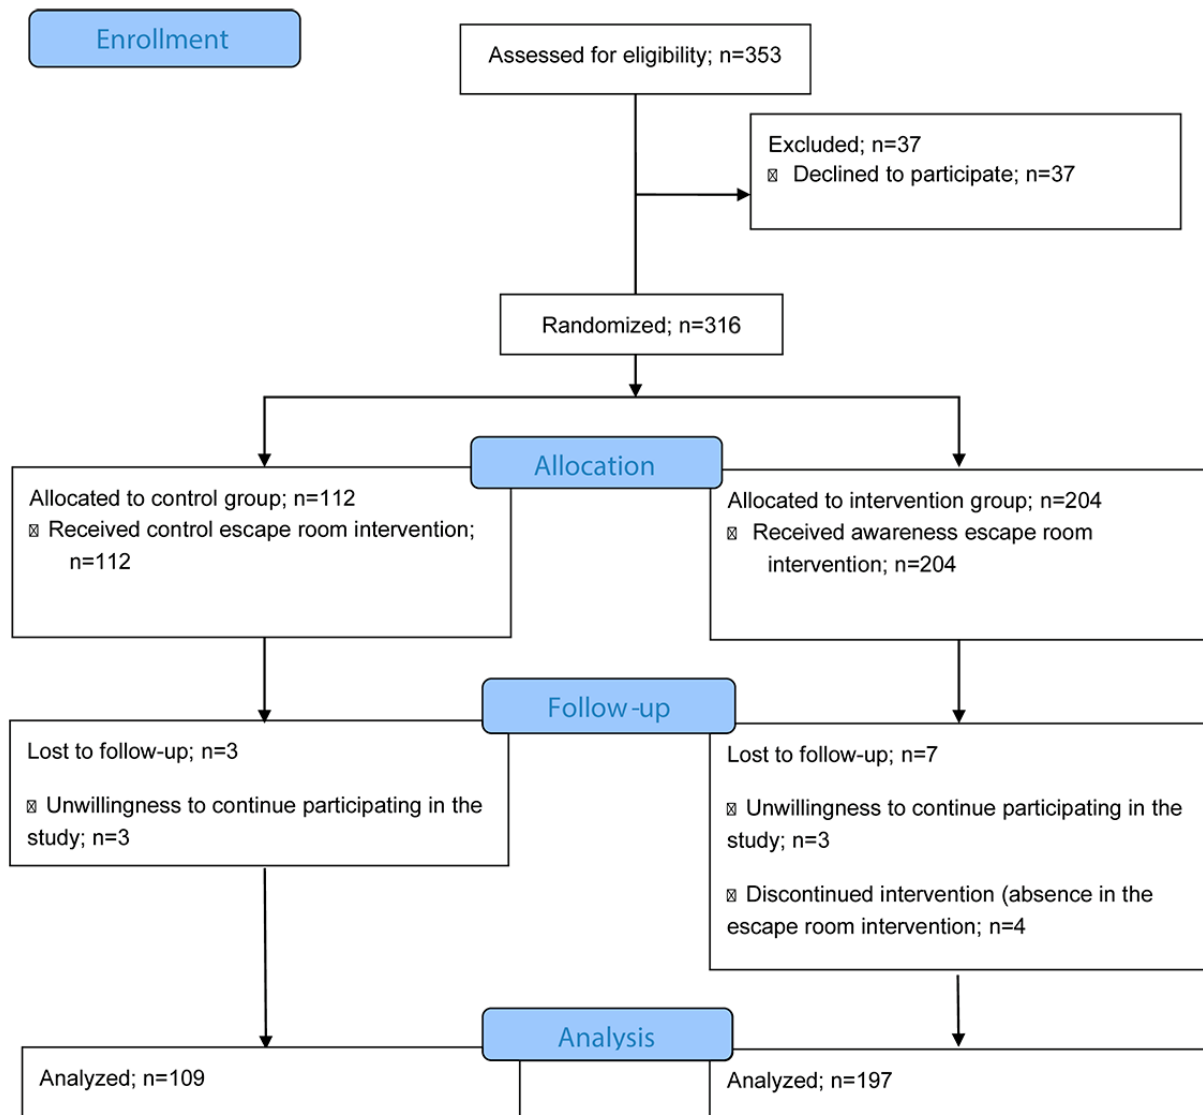 Enrollment
Assessed for eligibility; n=353
Excluded; n=37
Declined to participate; n=37
Randomized; n=316
Allocation
Allocated to control group; n=112
Received control escape room intervention;
n=112
Allocated to intervention group; n=204
Received awareness escape room
intervention; n=204
Follow-up
Lost to follow-up; n=3
Unwillingness to continue participating in the
study; n=3
Lost to follow-up; n=7
Unwillingness to continue participating in the
study; n=3
Discontinued intervention (absence in the
escape room intervention; n=4
Analysis
Analyzed; n=109
Analyzed; n=197